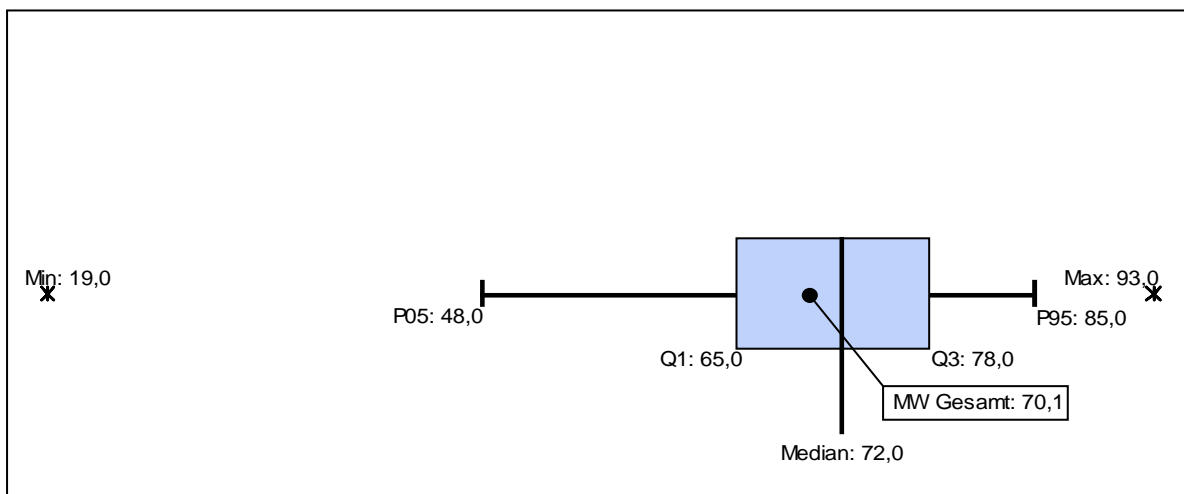 Min: 19,0
Max: 93,0
P05: 48,0
P95: 85,0
Q1: 65,0
Q3: 78,0
MW Gesamt: 70,1
Median: 72,0